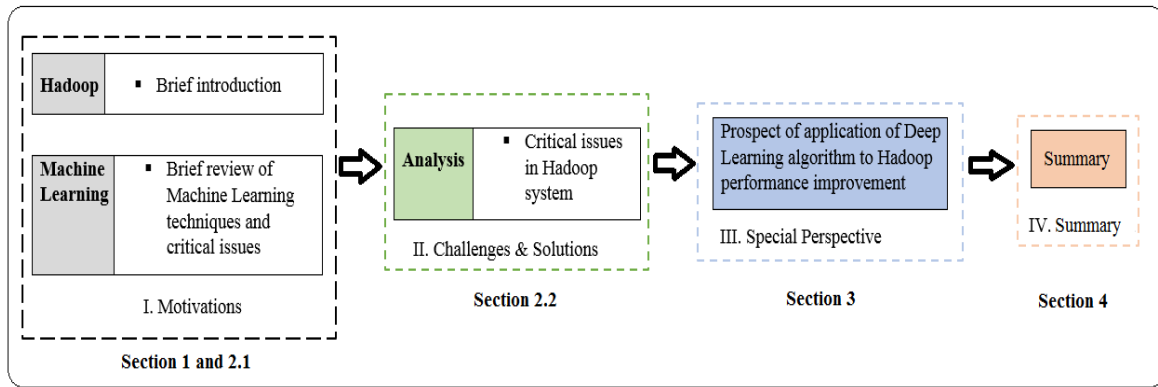 Hadoop
▪ Brief introduction
Machine
Learning
▪ Brief review of
Machine Learning
techniques and
critical issues
I. Motivations
Section 1 and 2.1
Analysis
▪ Critical issues
in Hadoop
system
II. Challenges & Solutions
Section 2.2
Prospect of application of Deep
Learning algorithm to Hadoop
performance improvement
III. Special Perspective
Section 3
Summary
IV. Summary
Section 4